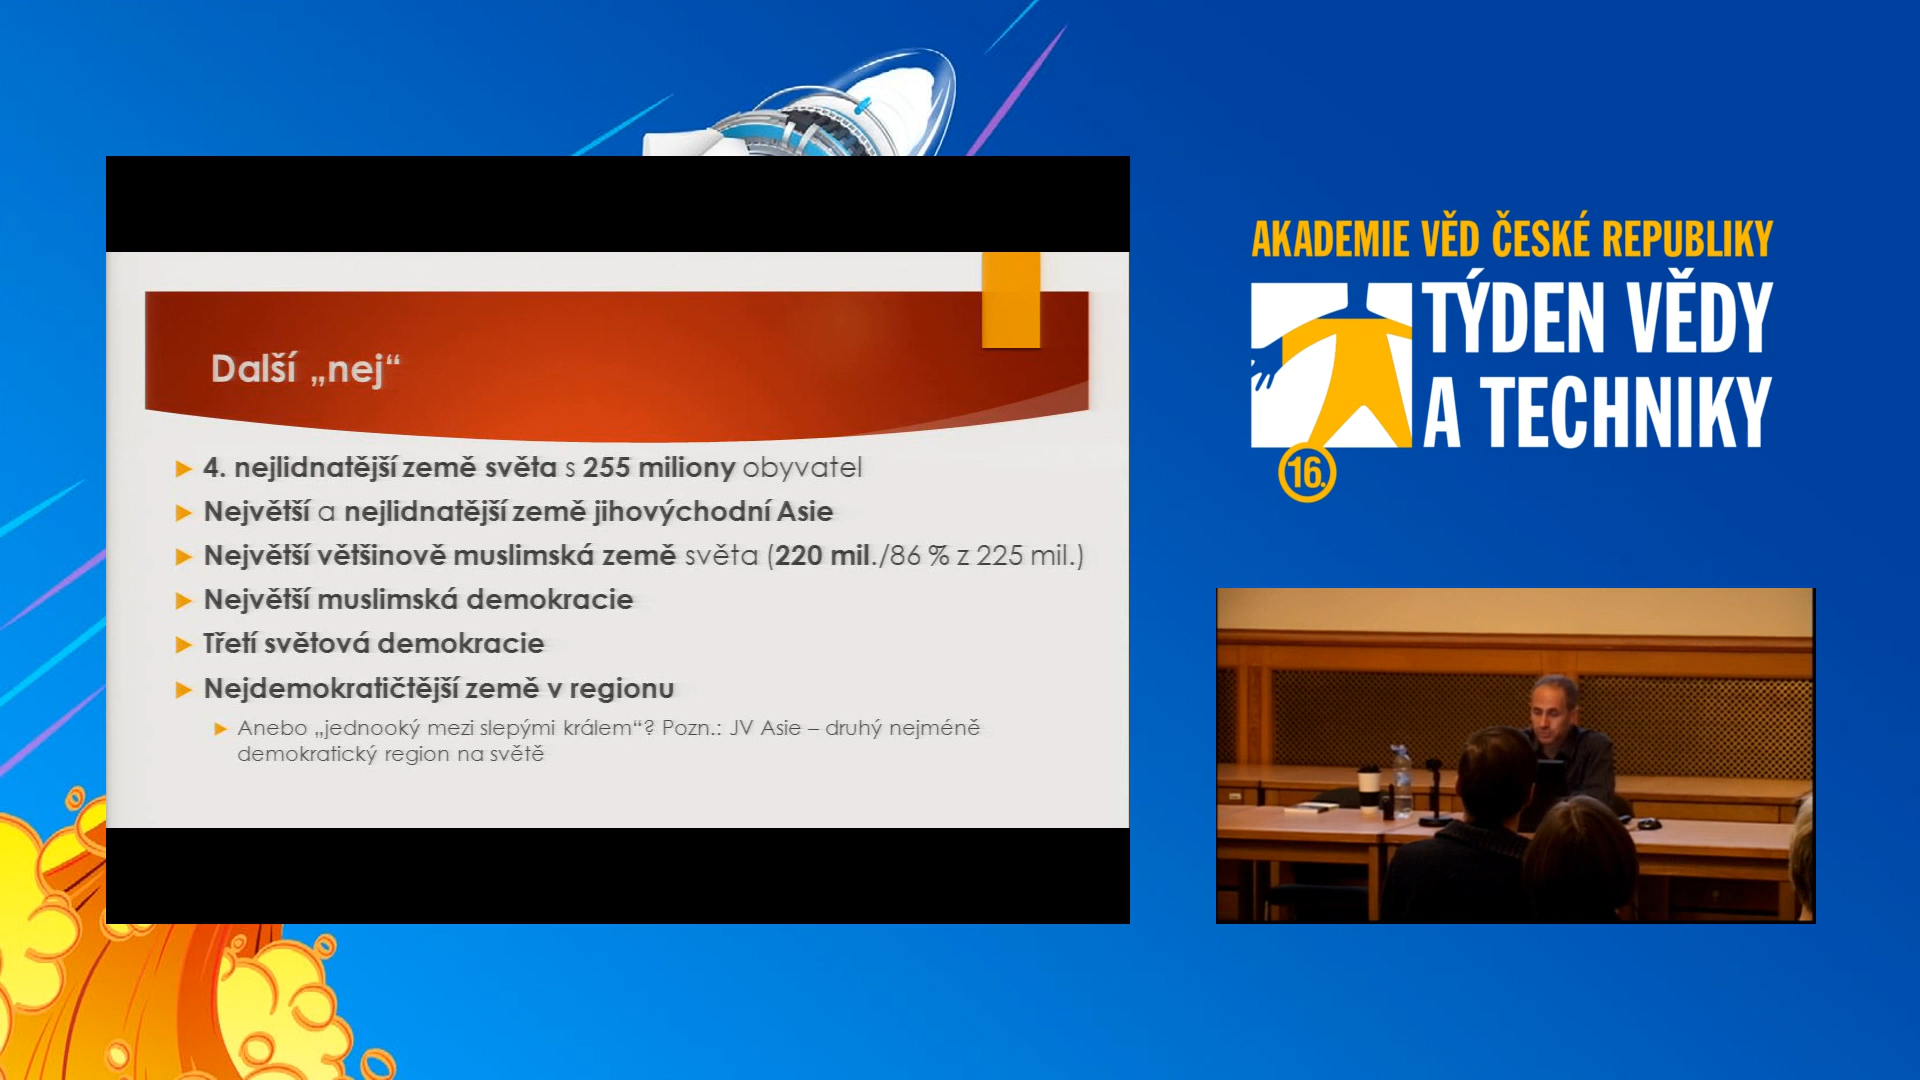 Další „nej“
4. nejlidnatější země světa s 255 miliony obyvatel
Největší a nejlidnatější země jihovýchodní Asie
Největší většinově muslimská země světa (220 mil./86 % z 225 mil.)
Největší muslimská demokracie
Třetí světová demokracie
Nejdemokratičtější země v regionu
Anebo „jednooký mezi slepými králem“? Pozn.: JV Asie – druhý nejméně
demokratický region na světě
AKADEMIE VĚD ČESKÉ REPUBLIKY
TÝDEN VĚDY
A TECHNIKY
16.